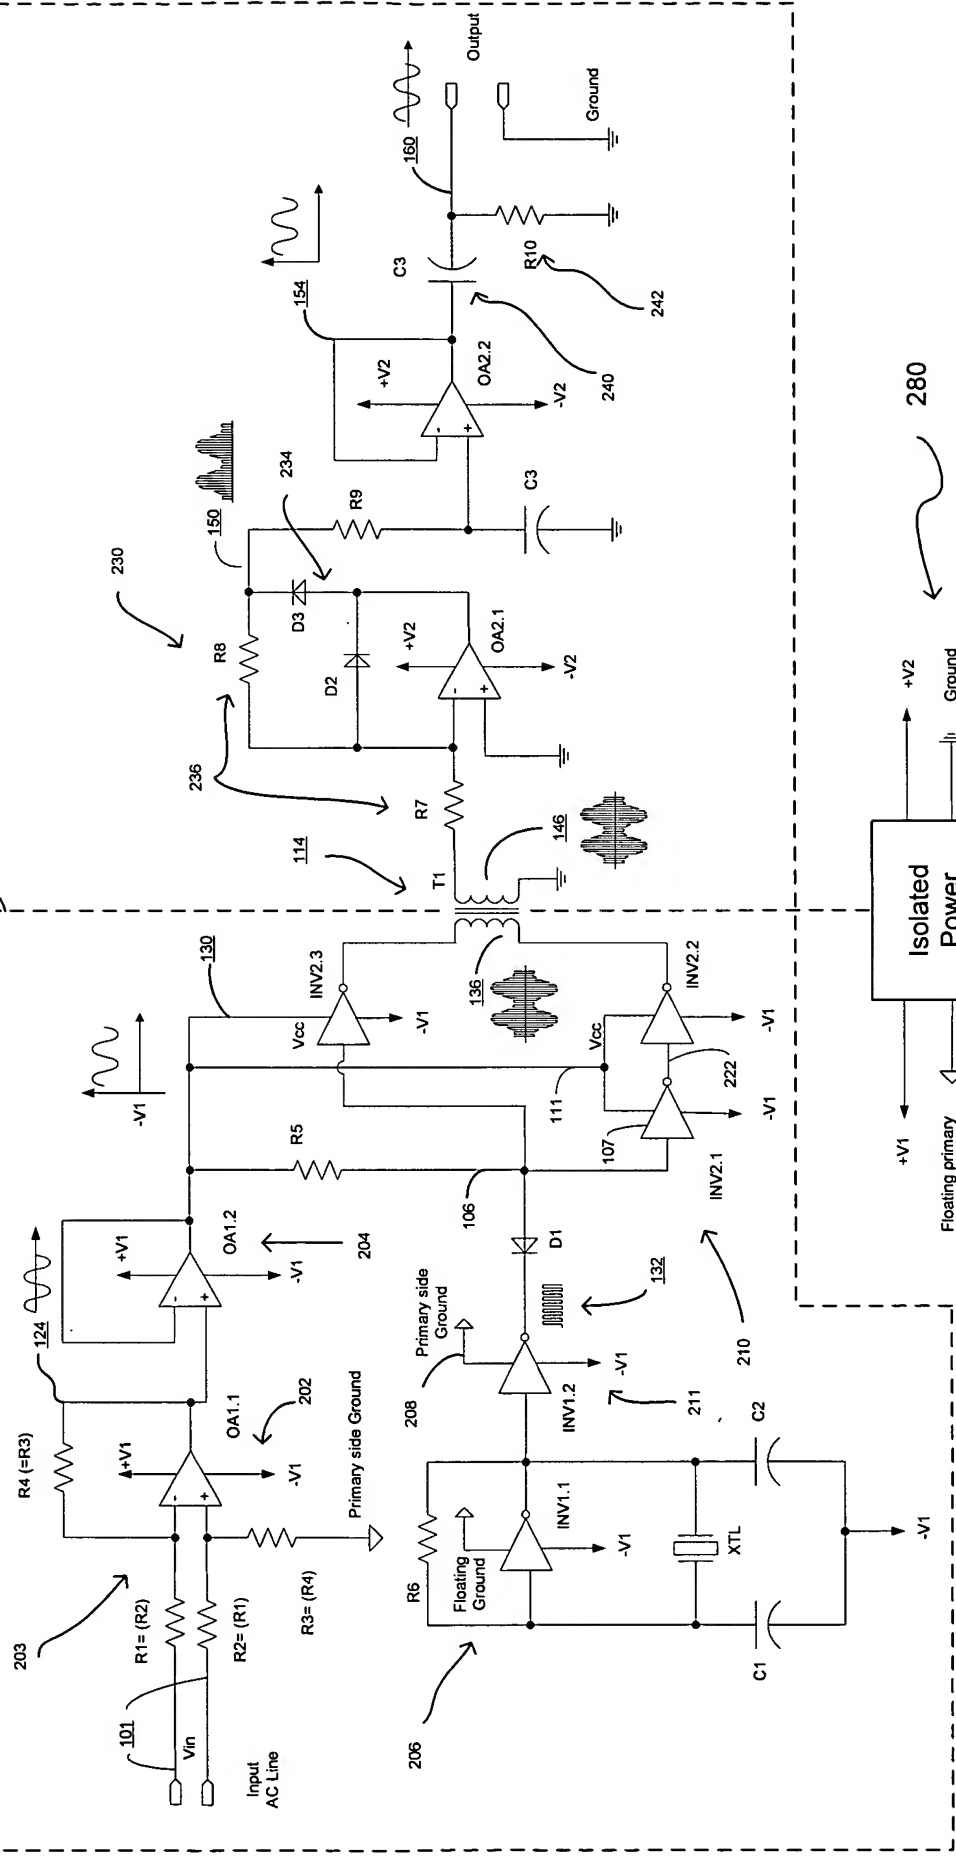 203
101
Vin
Input
AC Line
R1= (R2)
R2= (R1)
R3= (R4)
R4 (=R3)
124
+V1
-V1
OA1.1
202
Primary side Ground
+V1
-V1
OA1.2
204
-V1
130
R5
106
111
Vcc
INV2.3
-V1
136
107
Vcc
INV2.1
-V1
222
INV2.2
-V1
206
R6
Floating
Ground
INV1.1
-V1
XTL
C1
C2
-V1
208
Primary side
Ground
INV1.2
-V1
211
D1
132
210
114
T1
146
R7
236
230
R8
D2
D3
234
150
+V2
-V2
OA2.1
R9
C3
154
+V2
-V2
OA2.2
C3
240
R10
242
160
Output
Ground
280
Isolated
Power
+V1
Floating primary
+V2
Ground